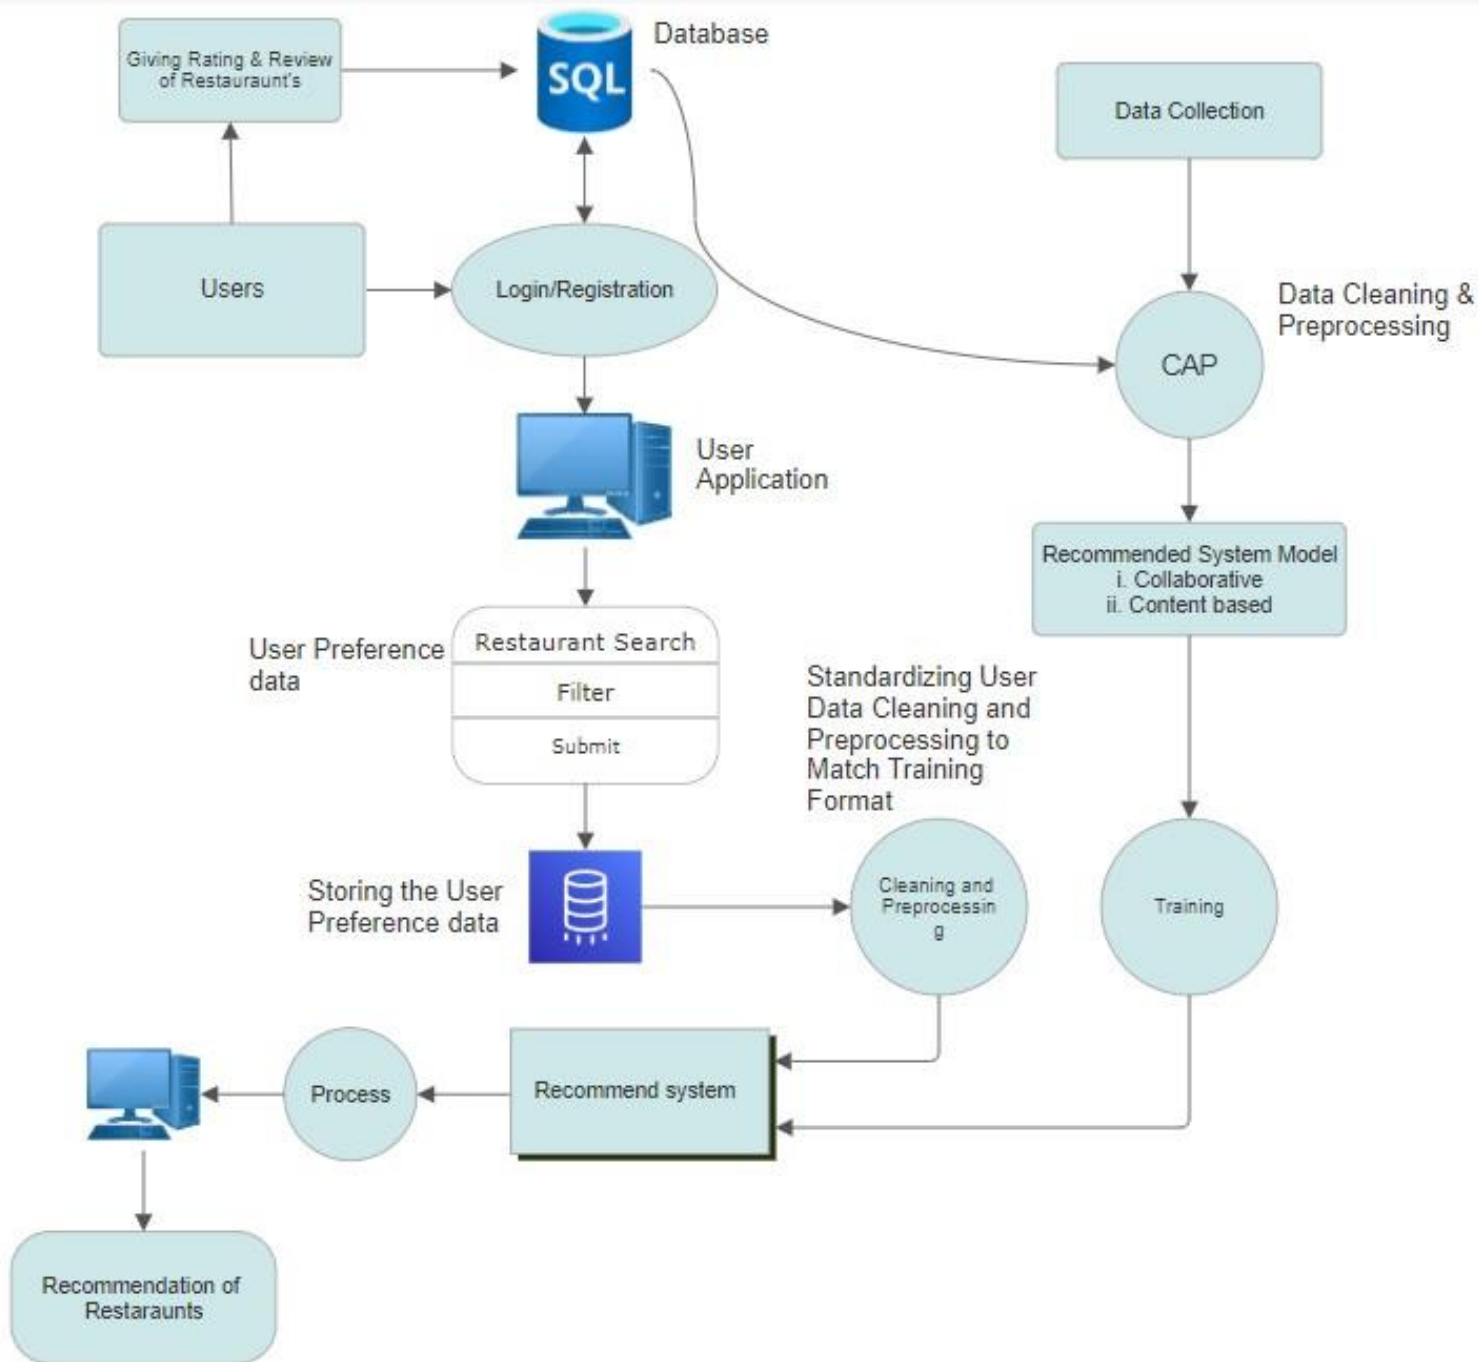 Giving Rating & Review
of Restauraunt's
SQL
Database
Data Collection
Users
Login/Registration
Data Cleaning &
Preprocessing
CAP
User
Application
Recommended System Model
i. Collaborative
ii. Content based
User Preference
data
Restaurant Search
Filter
Submit
Standardizing User
Data Cleaning and
Preprocessing to
Match Training
Format
Storing the User
Preference data
Cleaning and
Preprocessin
g
Training
Process
Recommend system
Recommendation of
Restaraunts